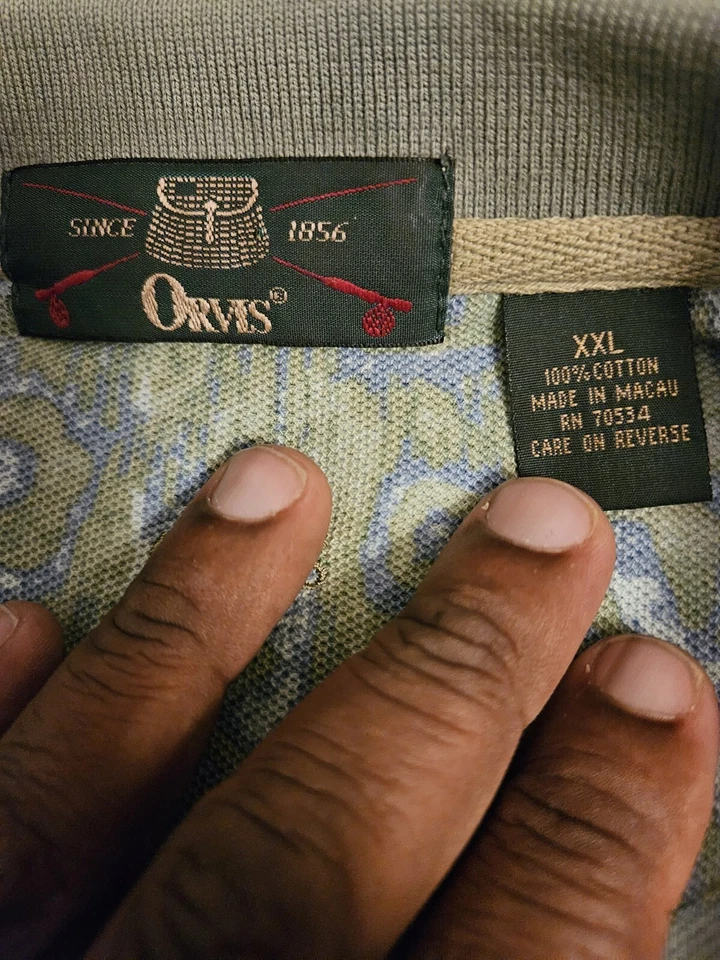 SINCE 1856
ORVIS®
XXL
100% COTTON
MADE IN MACAU
RN 70534
CARE ON REVERSE